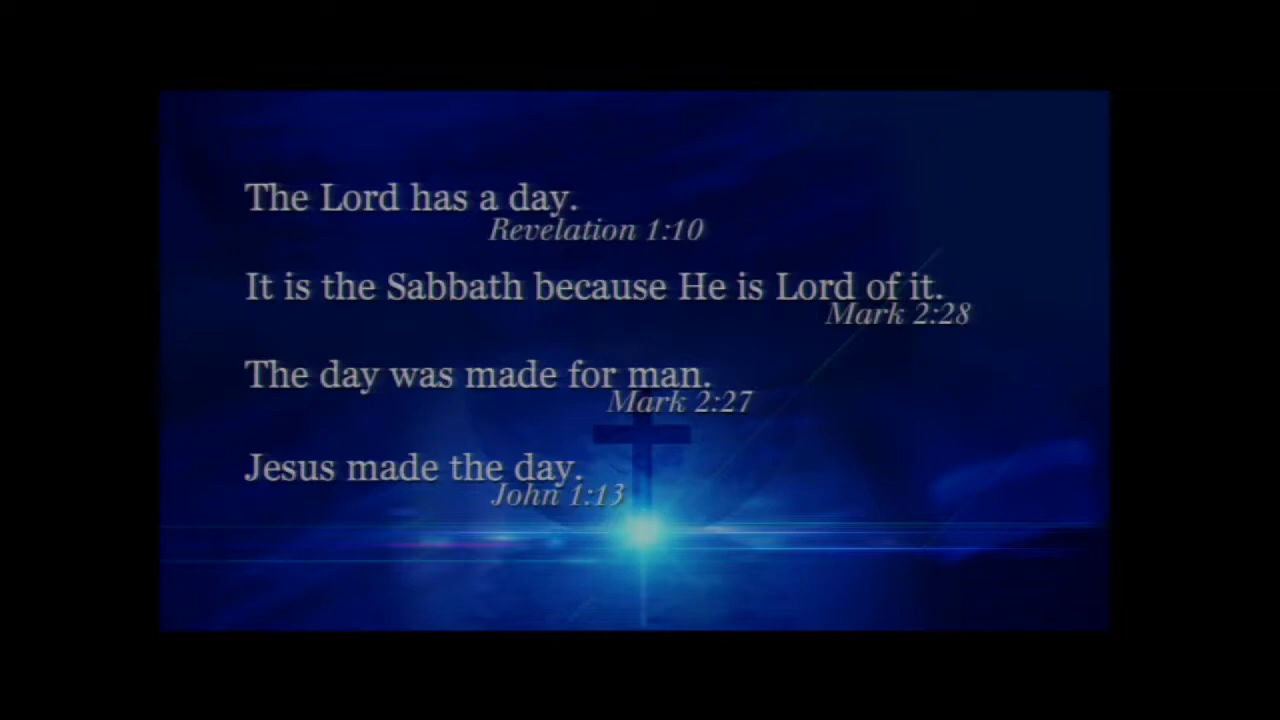 The Lord has a day.
Revelation 1:10
It is the Sabbath because He is Lord of it.
Mark 2:28
The day was made for man.
Mark 2:27
Jesus made the day.
John 1:13